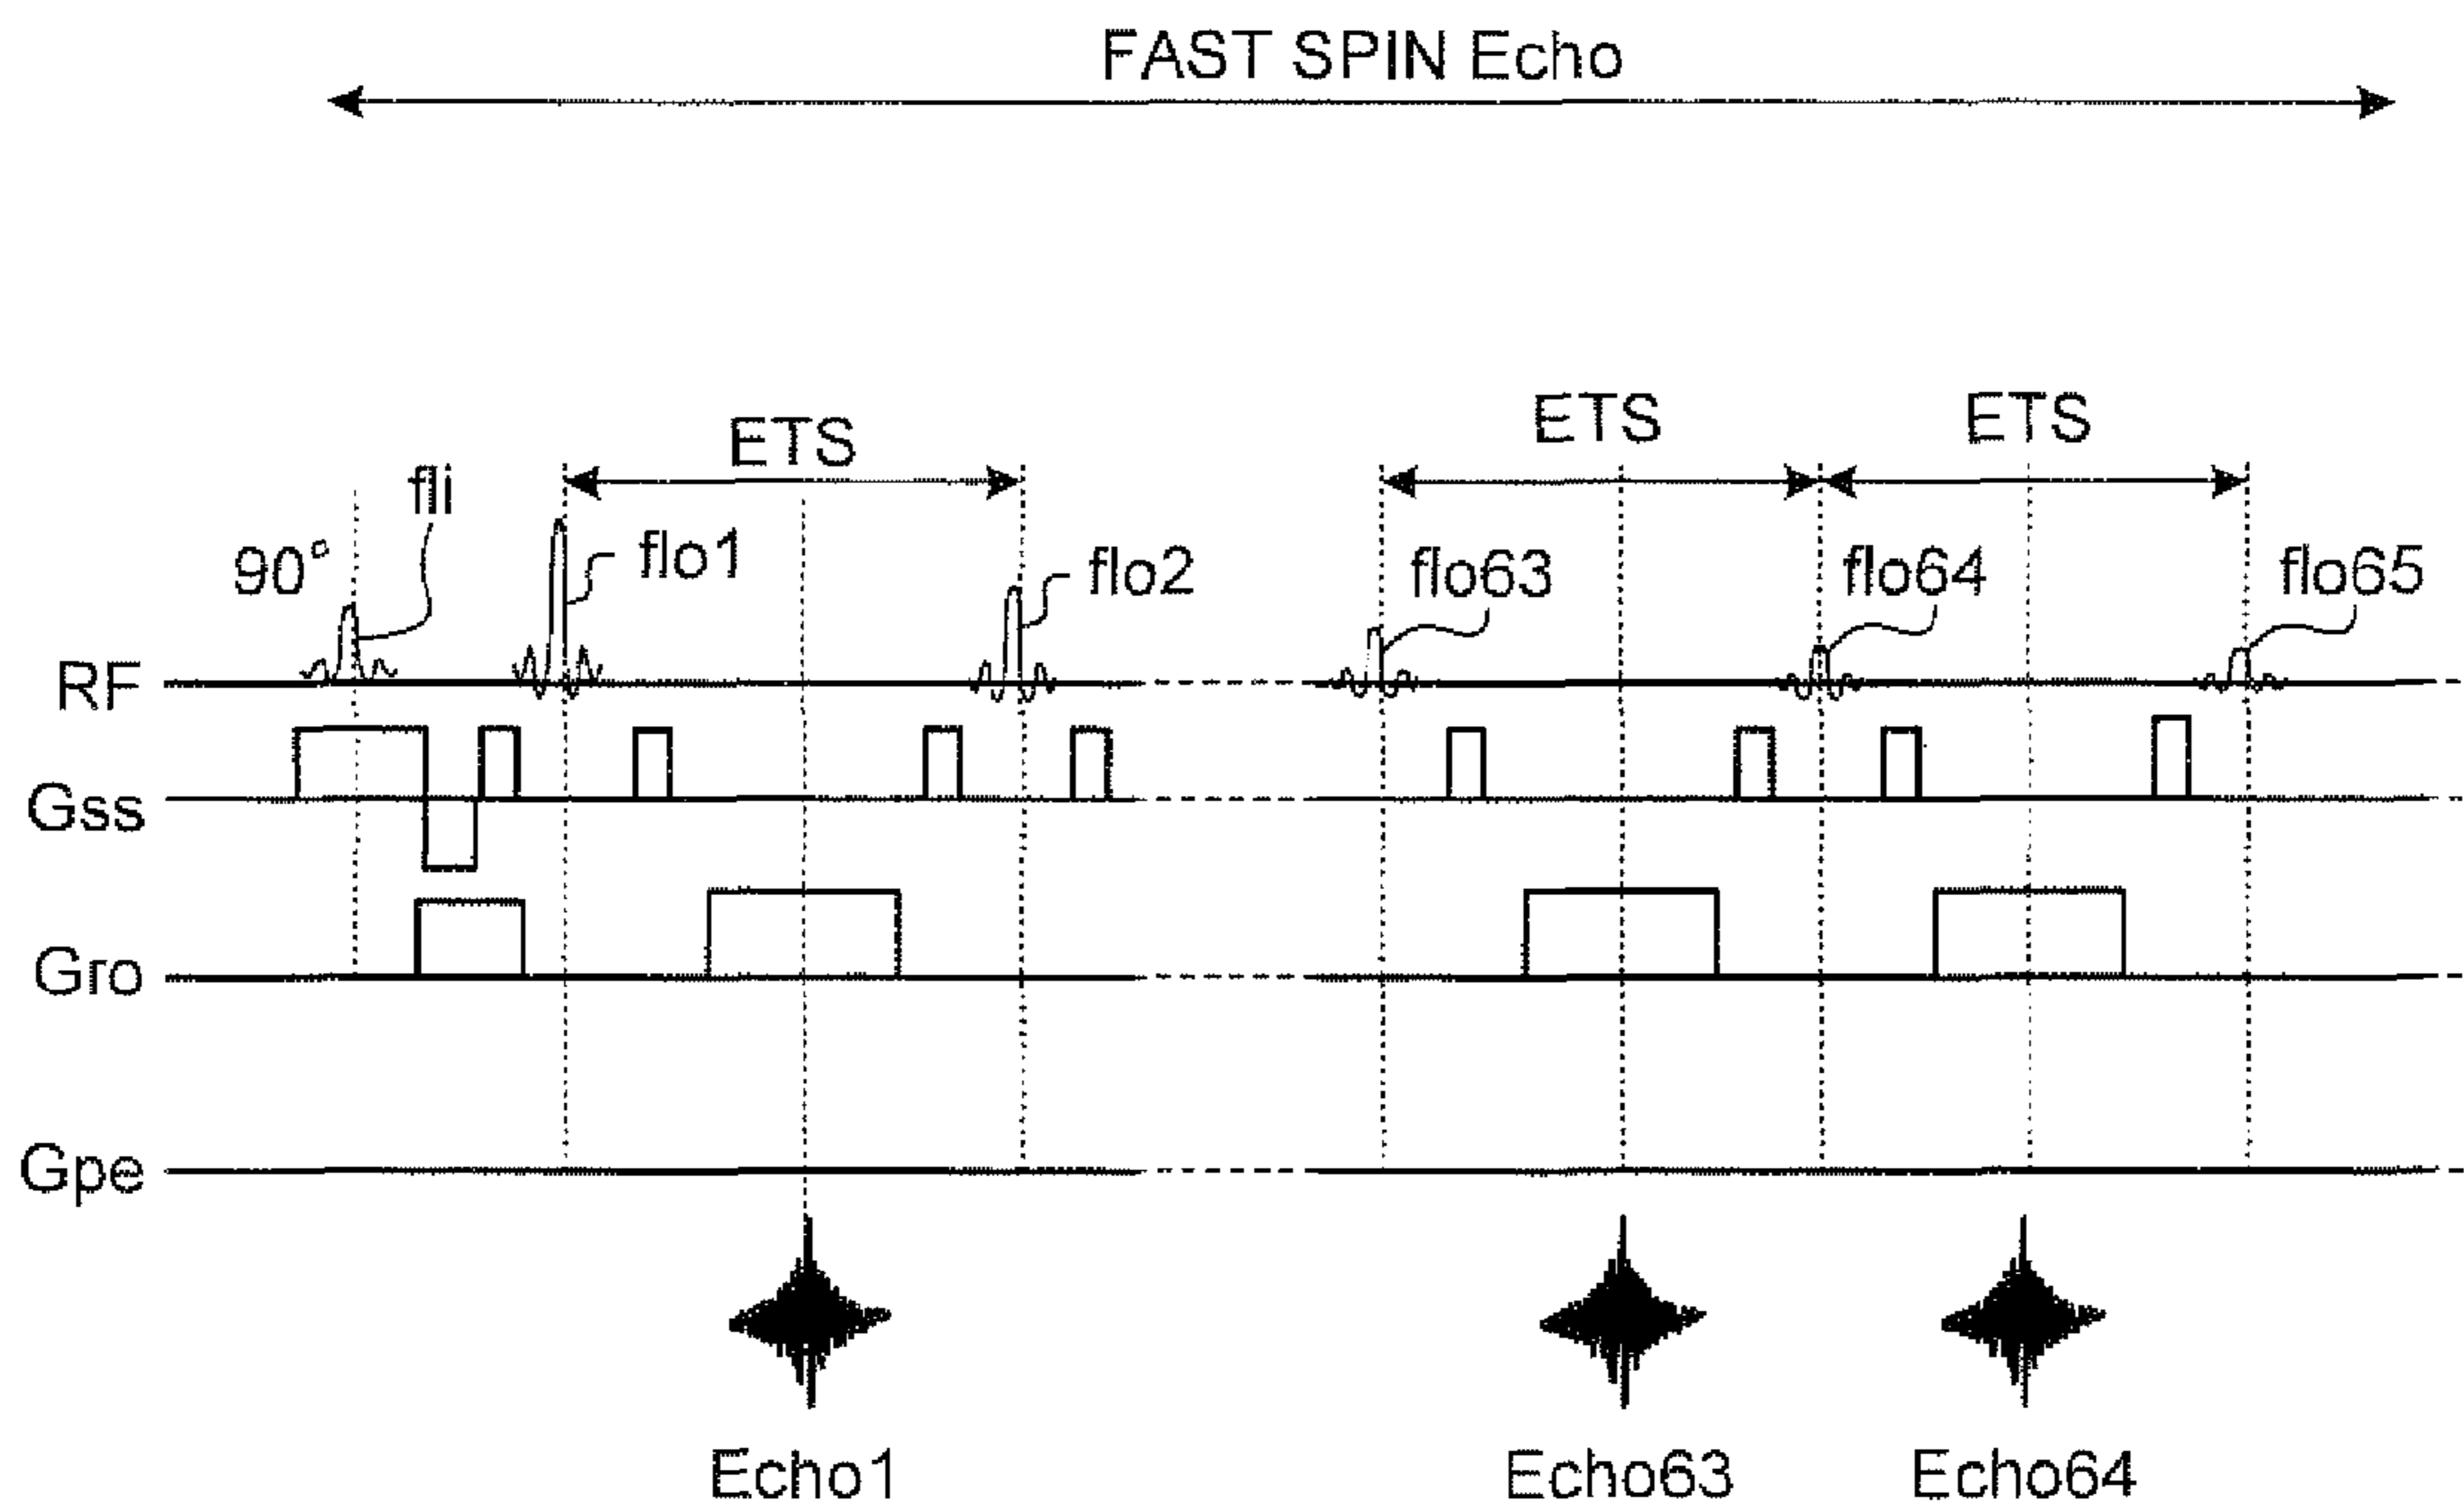 FAST SPIN Echo
ETS ETS ETS
90° fli flo1 flo2 flo63 flo64 flo65
RF
Gss
Gro
Gpe
Echo1 Echo63 Echo64